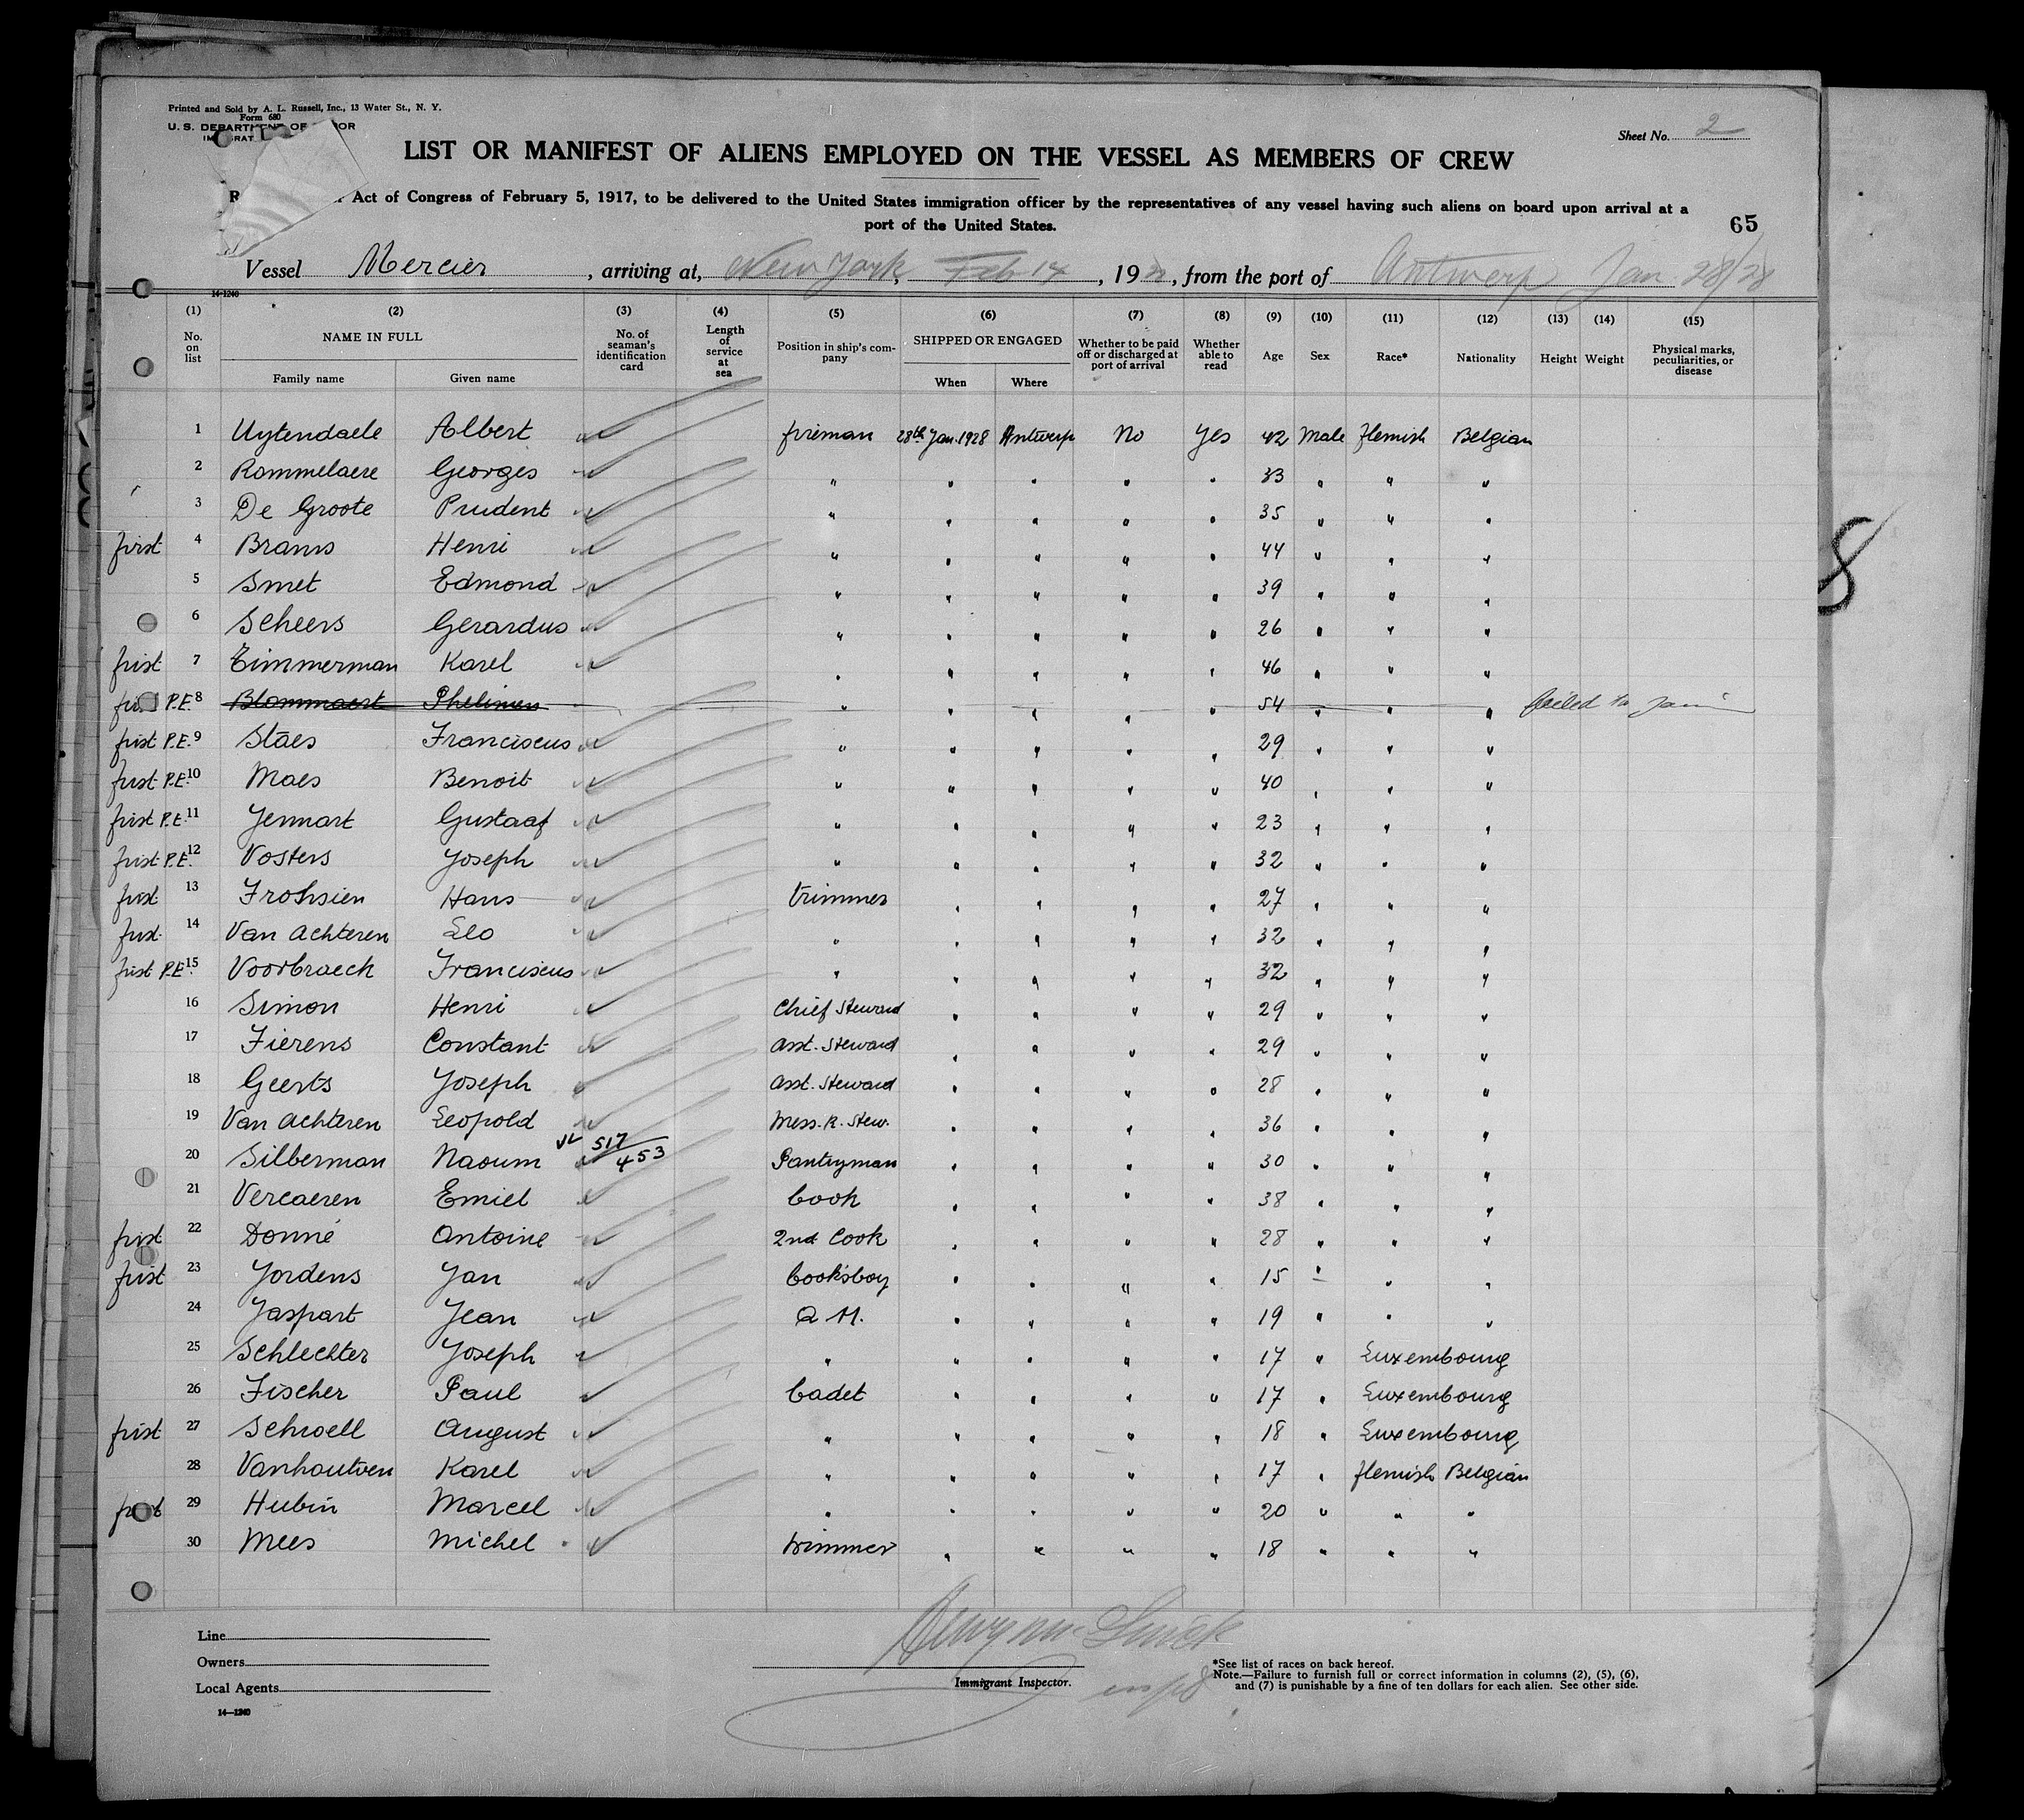 Printed and Sold by A. L. Russell, Inc., 13 Water St., N. Y.
Form 680
U. S. DEPARTMENT OF
Sheet No. 2
LIST OR MANIFEST OF ALIENS EMPLOYED ON THE VESSEL AS MEMBERS OF CREW
Act of Congress of February 5, 1917, to be delivered to the United States immigration officer by the representatives of any vessel having such aliens on board upon arrival at a
port of the United States.
65
Vessel Mercier, arriving at, New York, Feb 14, 1928, from the port of Antwerp Jan 28/28
14-1240
(1) (2) (3) (4) (5) (6) (7) (8) (9) (10) (11) (12) (13) (14) (15)
No. on list NAME IN FULL No. of seaman's identification card Length of service at sea Position in ship's company SHIPPED OR ENGAGED Whether to be paid off or discharged at port of arrival Whether able to read Age Sex Race* Nationality Height Weight Physical marks, peculiarities, or disease
Family name Given name When Where
1 Uytendaele Albert fireman 28th Jan. 1928 Antwerp No Yes 42 Male flemish Belgian
2 Rommelaere Georges " " " " " 33 " " "
3 De Groote Prudent " " " " " 35 " " "
first 4 Brams Henri " " " " " 44 " " "
5 Smet Edmond " " " " " 39 " " "
6 Scheers Gerardus " " " " " 26 " " "
first 7 Timmerman Karel " " " " " 46 " " "
first P.E. 8 Blommaert " " " " " 54 " " " failed to join
first P.E. 9 Staes Franciscus " " " " " 29 " " "
first P.E. 10 Maes Benoit " " " " " 40 " " "
first P.E. 11 Jennart Gustaaf " " " " " 23 " " "
first P.E. 12 Vosters Joseph " " " " " 32 " " "
first 13 Frohsien Hans trimmer " " " " 27 " " "
first 14 Van Achteren Leo " " " " " 32 " " "
first P.E. 15 Voorbraeck Franciscus " " " " " 32 " " "
16 Simon Henri Chief Steward " " " " 29 " " "
17 Fierens Constant Asst. Steward " " " " 29 " " "
18 Geerts Joseph Asst. Steward " " " " 28 " " "
19 Van Achteren Leopold Mess. R. Stew. " " " " 36 " " "
20 Silberman Naoum 517/453 Pantryman " " " " 30 " " "
21 Vercaeren Emiel Cook " " " " 38 " " "
first 22 Donné Antoine 2nd Cook " " " " 28 " " "
first 23 Jordens Jan Cooksboy " " " " 15 " " "
24 Jaspart Jean Q M. " " " " 19 " " "
25 Schlechter Joseph " " " " " 17 " Luxembourg
26 Fischer Paul Cadet " " " " 17 " Luxembourg
first 27 Schroell August " " " " " 18 " Luxembourg
28 Vanhoutven Karel " " " " " 17 " flemish Belgian
first 29 Hubin Marcel " " " " " 20 " " "
30 Mees Michel trimmer " " " " 18 " " "
Line
Owners
Local Agents
14-1240
Immigrant Inspector.
*See list of races on back hereof.
Note.—Failure to furnish full or correct information in columns (2), (5), (6),
and (7) is punishable by a fine of ten dollars for each alien. See other side.
8